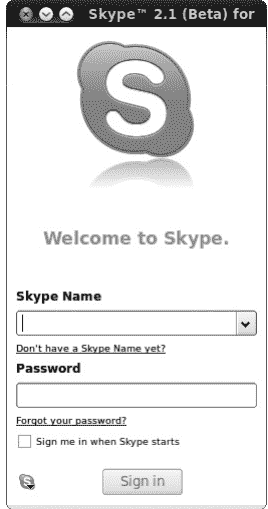 Skype™ 2.1 (Beta) for
S
Welcome to Skype.
Skype Name
Don't have a Skype Name yet?
Password
Forgot your password?
Sign me in when Skype starts
Sign in